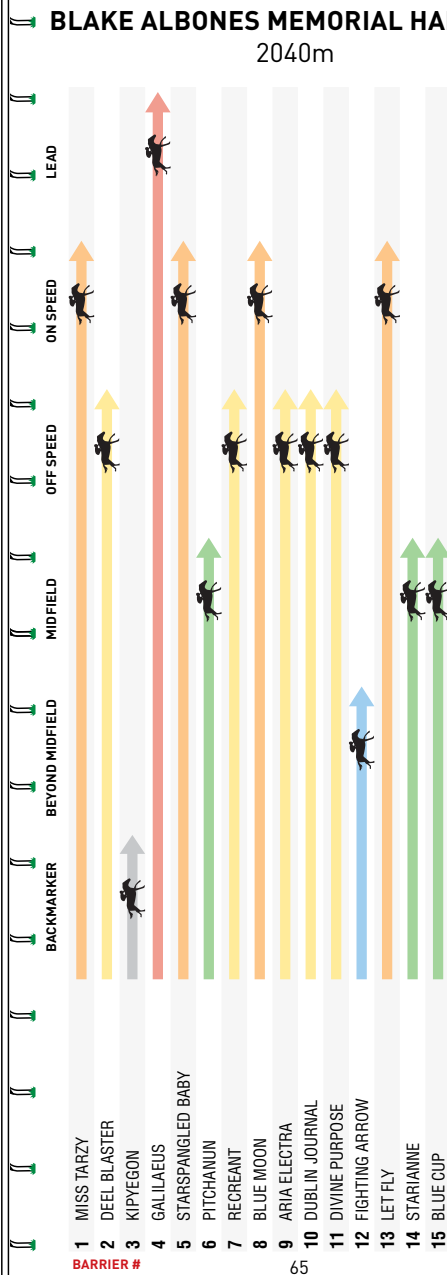 BLAKE ALBONES MEMORIAL HA
2040m
LEAD
ON SPEED
OFF SPEED
MIDFIELD
BEYOND MIDFIELD
BACKMARKER
1 MISS TARZY
2 DEEL BLASTER
3 KIPYEGON
4 GALILAEUS
5 STARSPANGLED BABY
6 PITCHANUN
7 RECREANT
8 BLUE MOON
9 ARIA ELECTRA
10 DUBLIN JOURNAL
11 DIVINE PURPOSE
12 FIGHTING ARROW
13 LET FLY
14 STARIANNE
15 BLUE CUP
BARRIER #
65